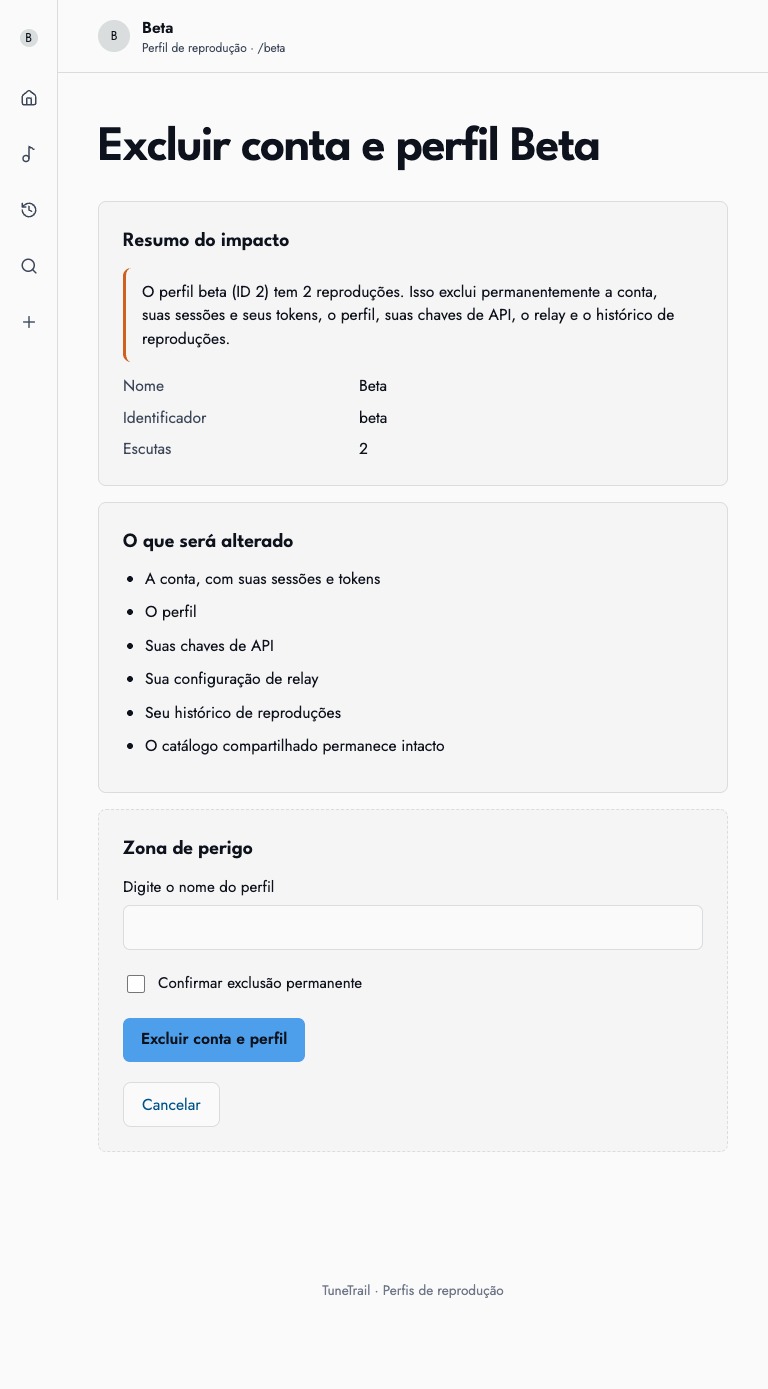 B
B
Beta
Perfil de reprodução · /beta
Excluir conta e perfil Beta
Resumo do impacto
O perfil beta (ID 2) tem 2 reproduções. Isso exclui permanentemente a conta,
suas sessões e seus tokens, o perfil, suas chaves de API, o relay e o histórico de
reproduções.
Nome Beta
Identificador beta
Escutas 2
O que será alterado
A conta, com suas sessões e tokens
O perfil
Suas chaves de API
Sua configuração de relay
Seu histórico de reproduções
O catálogo compartilhado permanece intacto
Zona de perigo
Digite o nome do perfil
Confirmar exclusão permanente
Excluir conta e perfil
Cancelar
TuneTrail · Perfis de reprodução